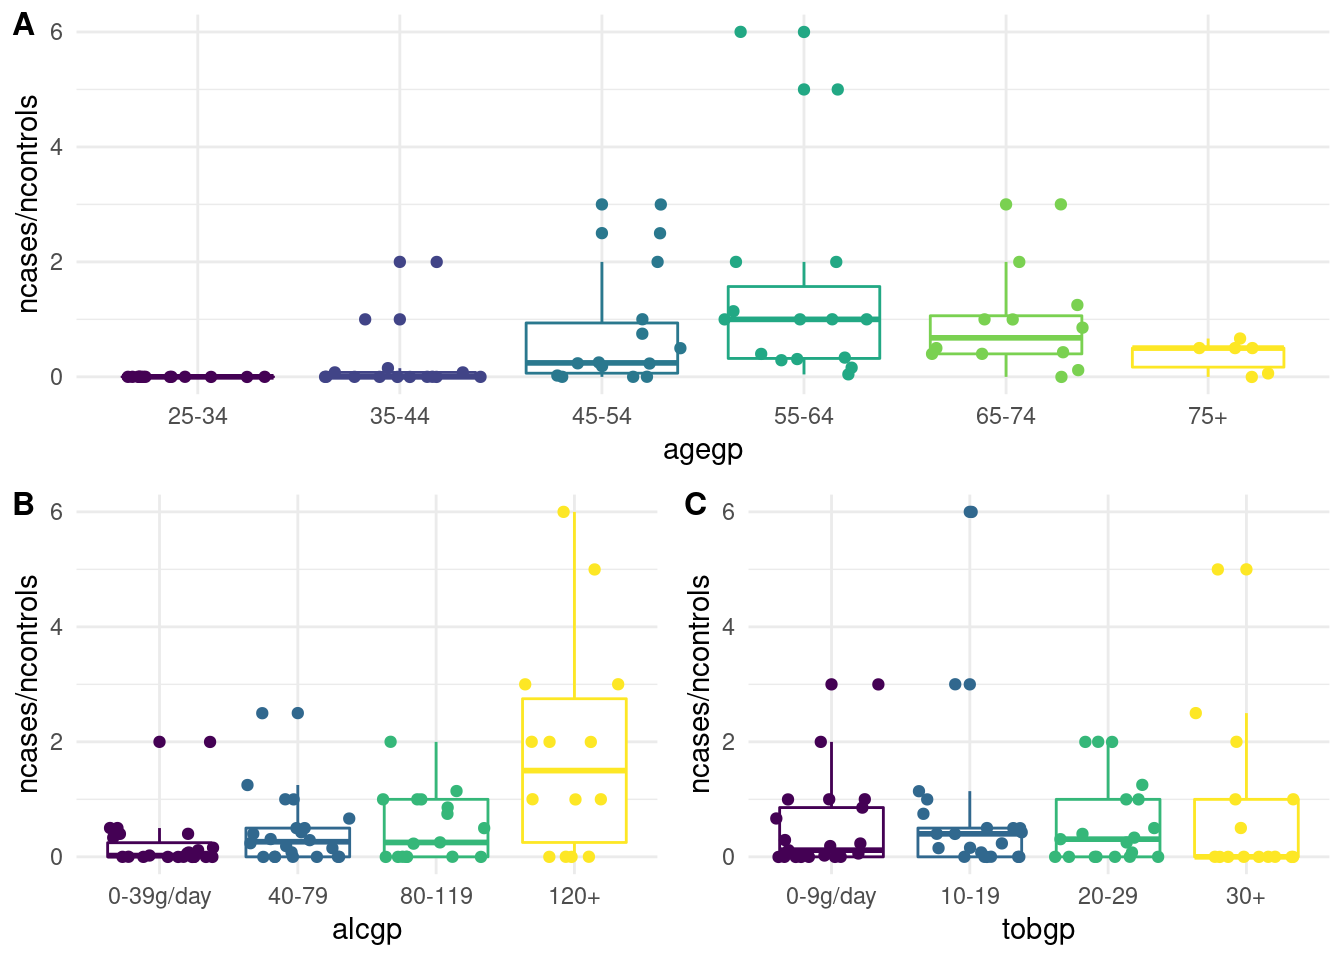 A
6
4
2
0
ncases/ncontrols
25-34 35-44 45-54 55-64 65-74 75+
agegp
B
6
4
2
0
ncases/ncontrols
0-39g/day 40-79 80-119 120+
alcgp
C
6
4
2
0
ncases/ncontrols
0-9g/day 10-19 20-29 30+
tobgp